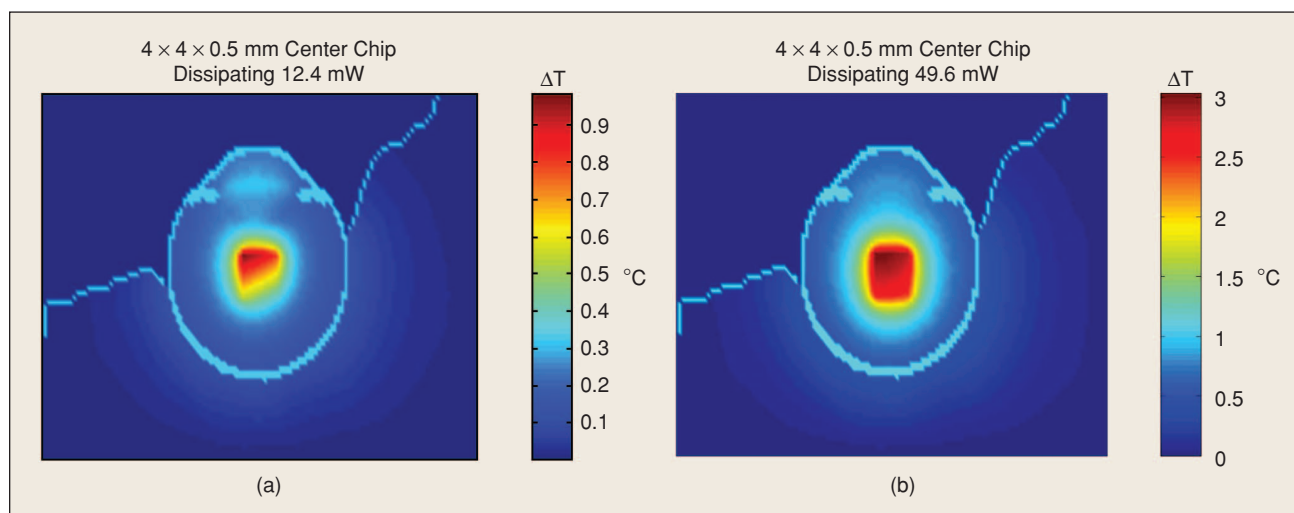 4 × 4 × 0.5 mm Center Chip
Dissipating 12.4 mW
ΔT
0.9
0.8
0.7
0.6
0.5
°C
0.4
0.3
0.2
0.1
(a)
4 × 4 × 0.5 mm Center Chip
Dissipating 49.6 mW
ΔT
3
2.5
2
1.5
°C
1
0.5
0
(b)